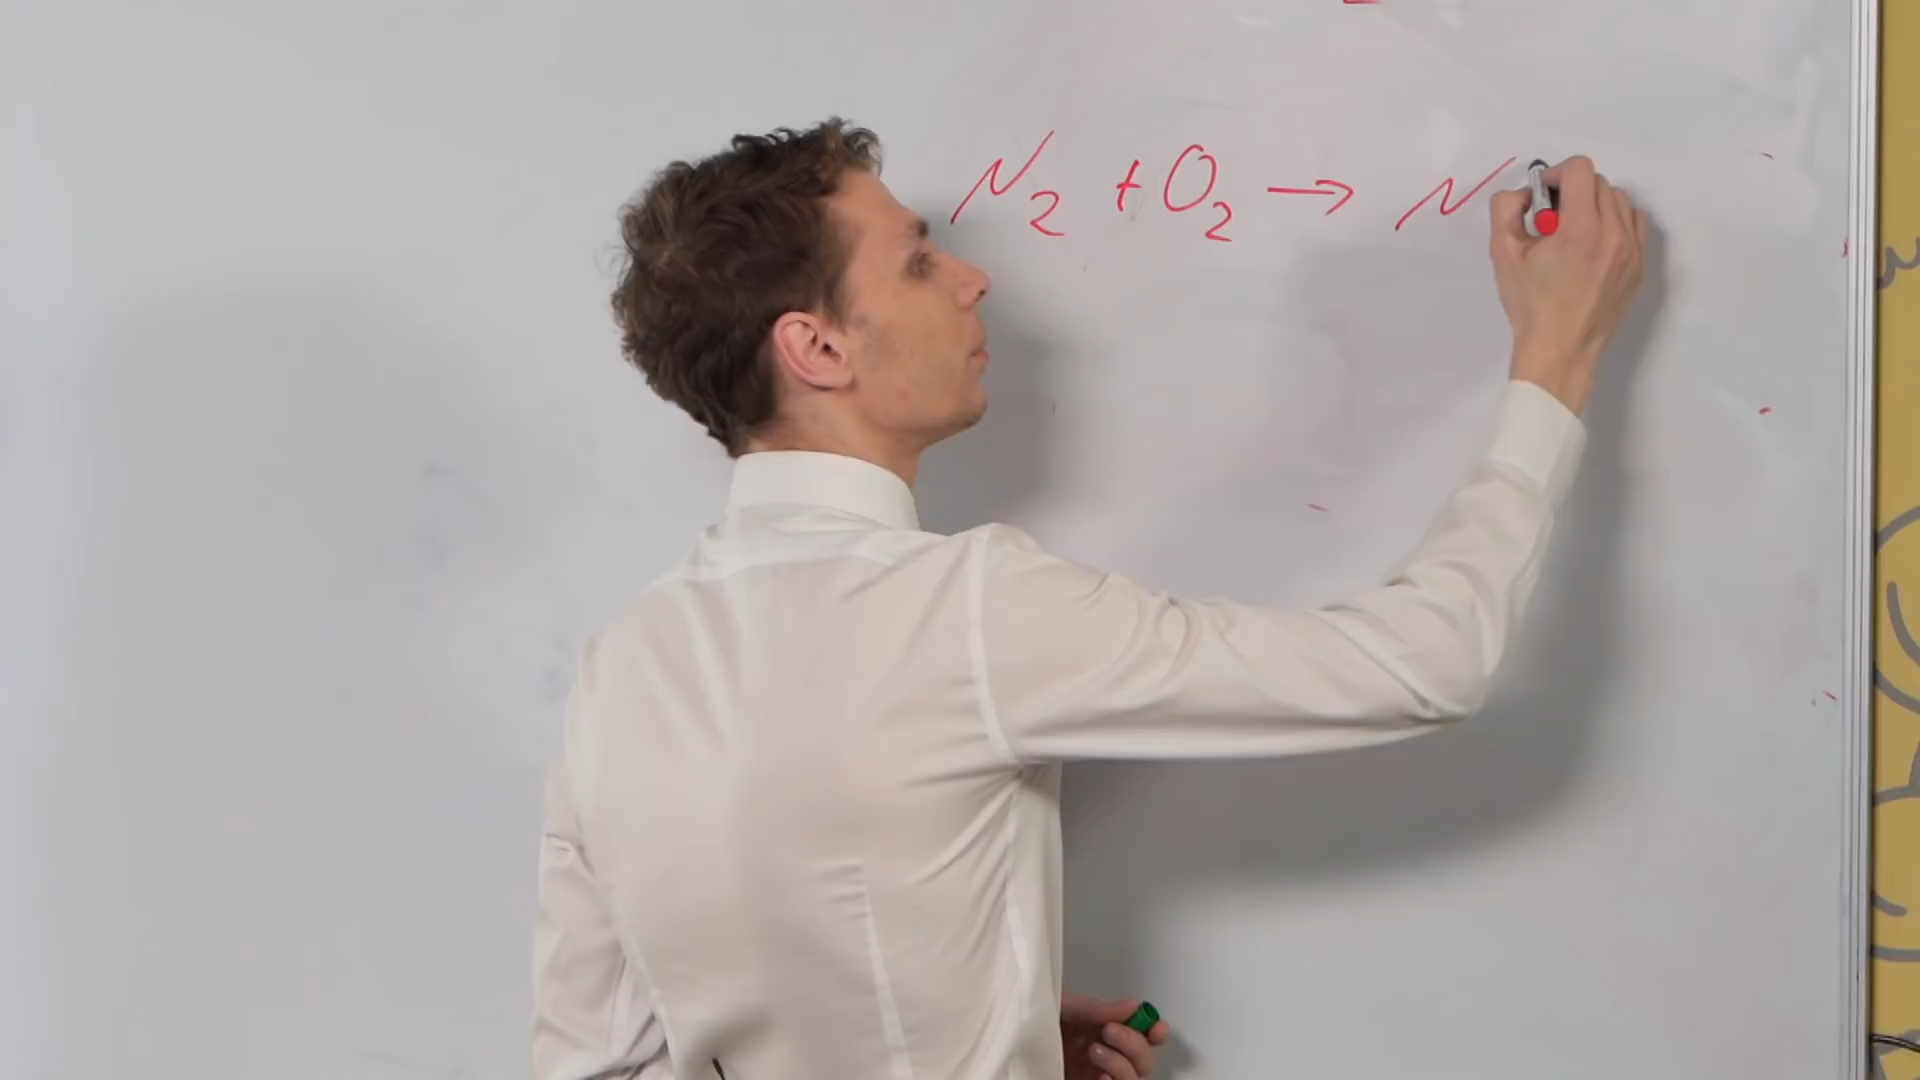 N₂ + O₂ → N